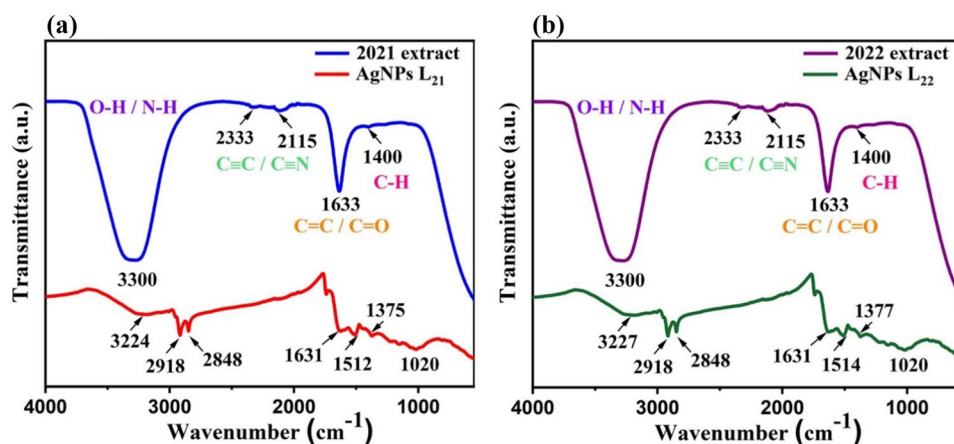 (a)
2021 extract
AgNPs L21
O-H / N-H
2333
2115
C≡C / C≡N
1400
C-H
1633
C=C / C=O
3300
3224
2918
2848
1631
1512
1375
1020
Transmittance (a.u.)
4000
3000
2000
1000
Wavenumber (cm-1)
(b)
2022 extract
AgNPs L22
O-H / N-H
2333
2115
C≡C / C≡N
1400
C-H
1633
C=C / C=O
3300
3227
2918
2848
1631
1514
1377
1020
Transmittance (a.u.)
4000
3000
2000
1000
Wavenumber (cm-1)